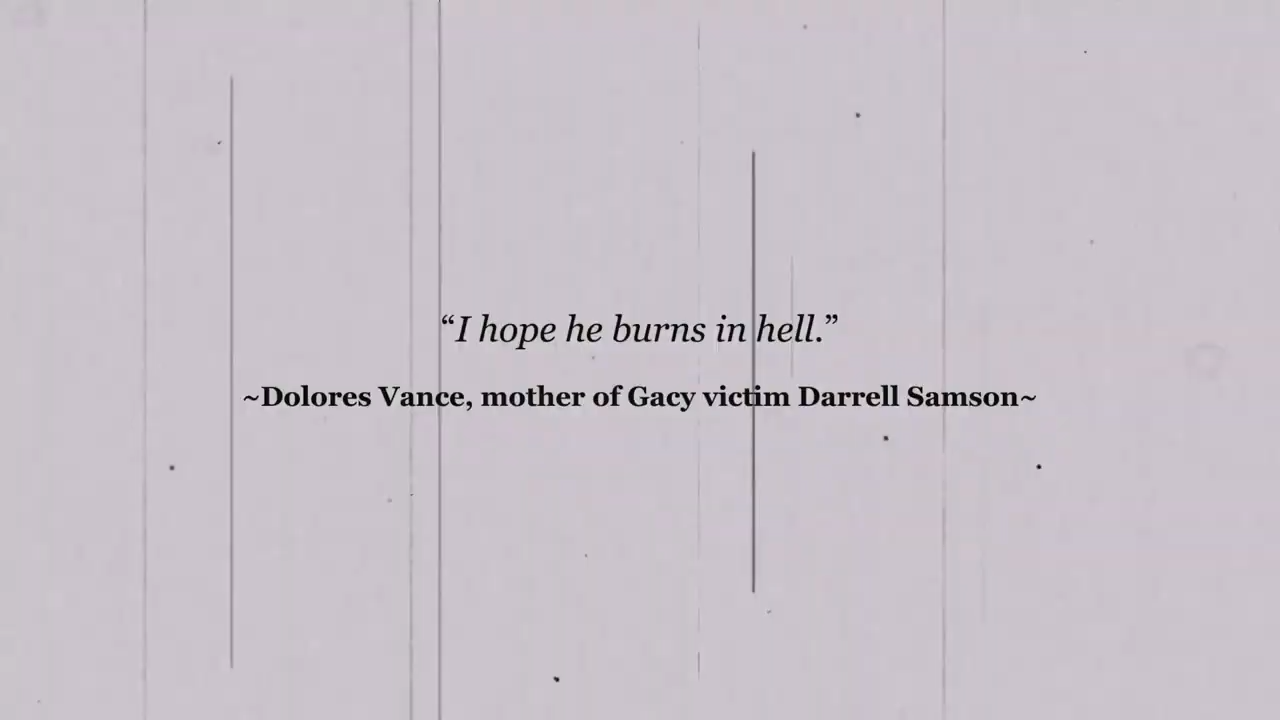 “I hope he burns in hell.”
~Dolores Vance, mother of Gacy victim Darrell Samson~